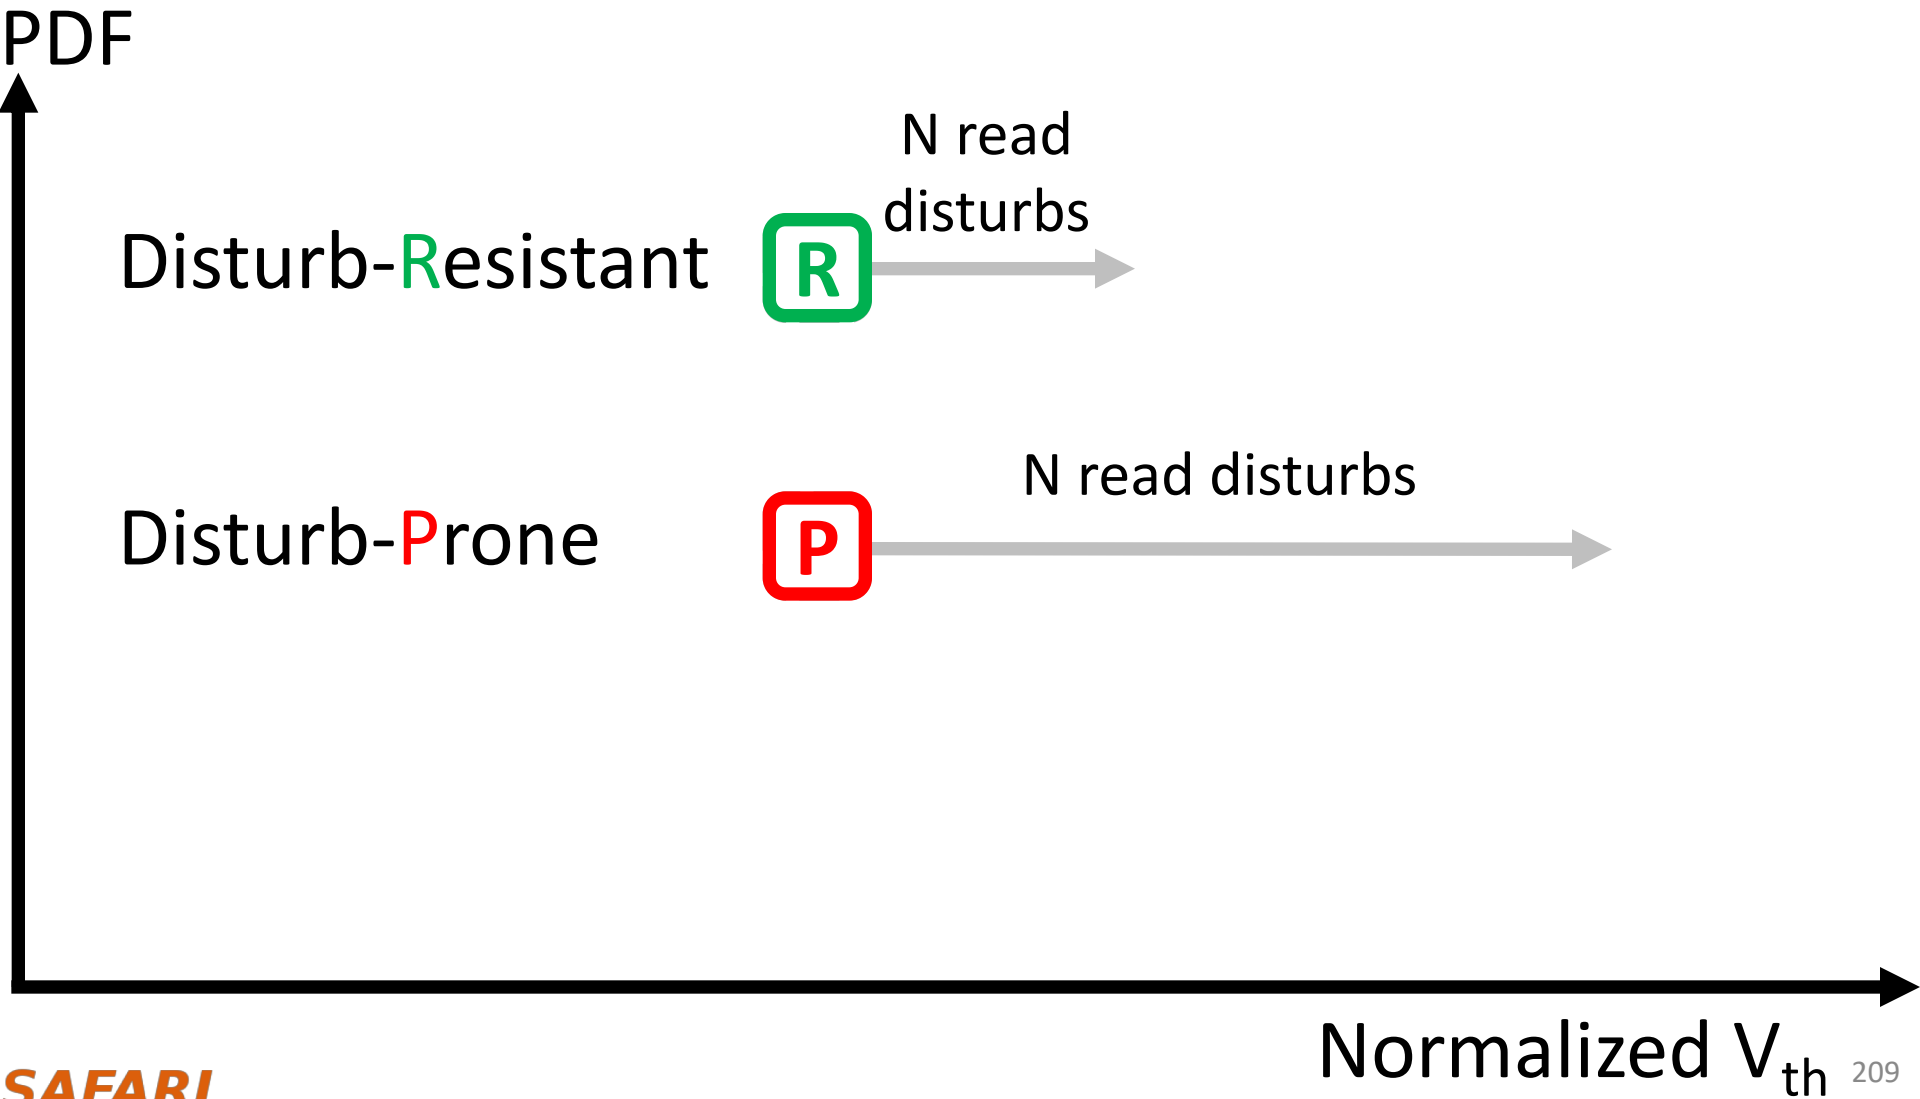 PDF
N read
disturbs
Disturb-Resistant
R
N read disturbs
Disturb-Prone
P
Normalized Vth
209
SAFARI